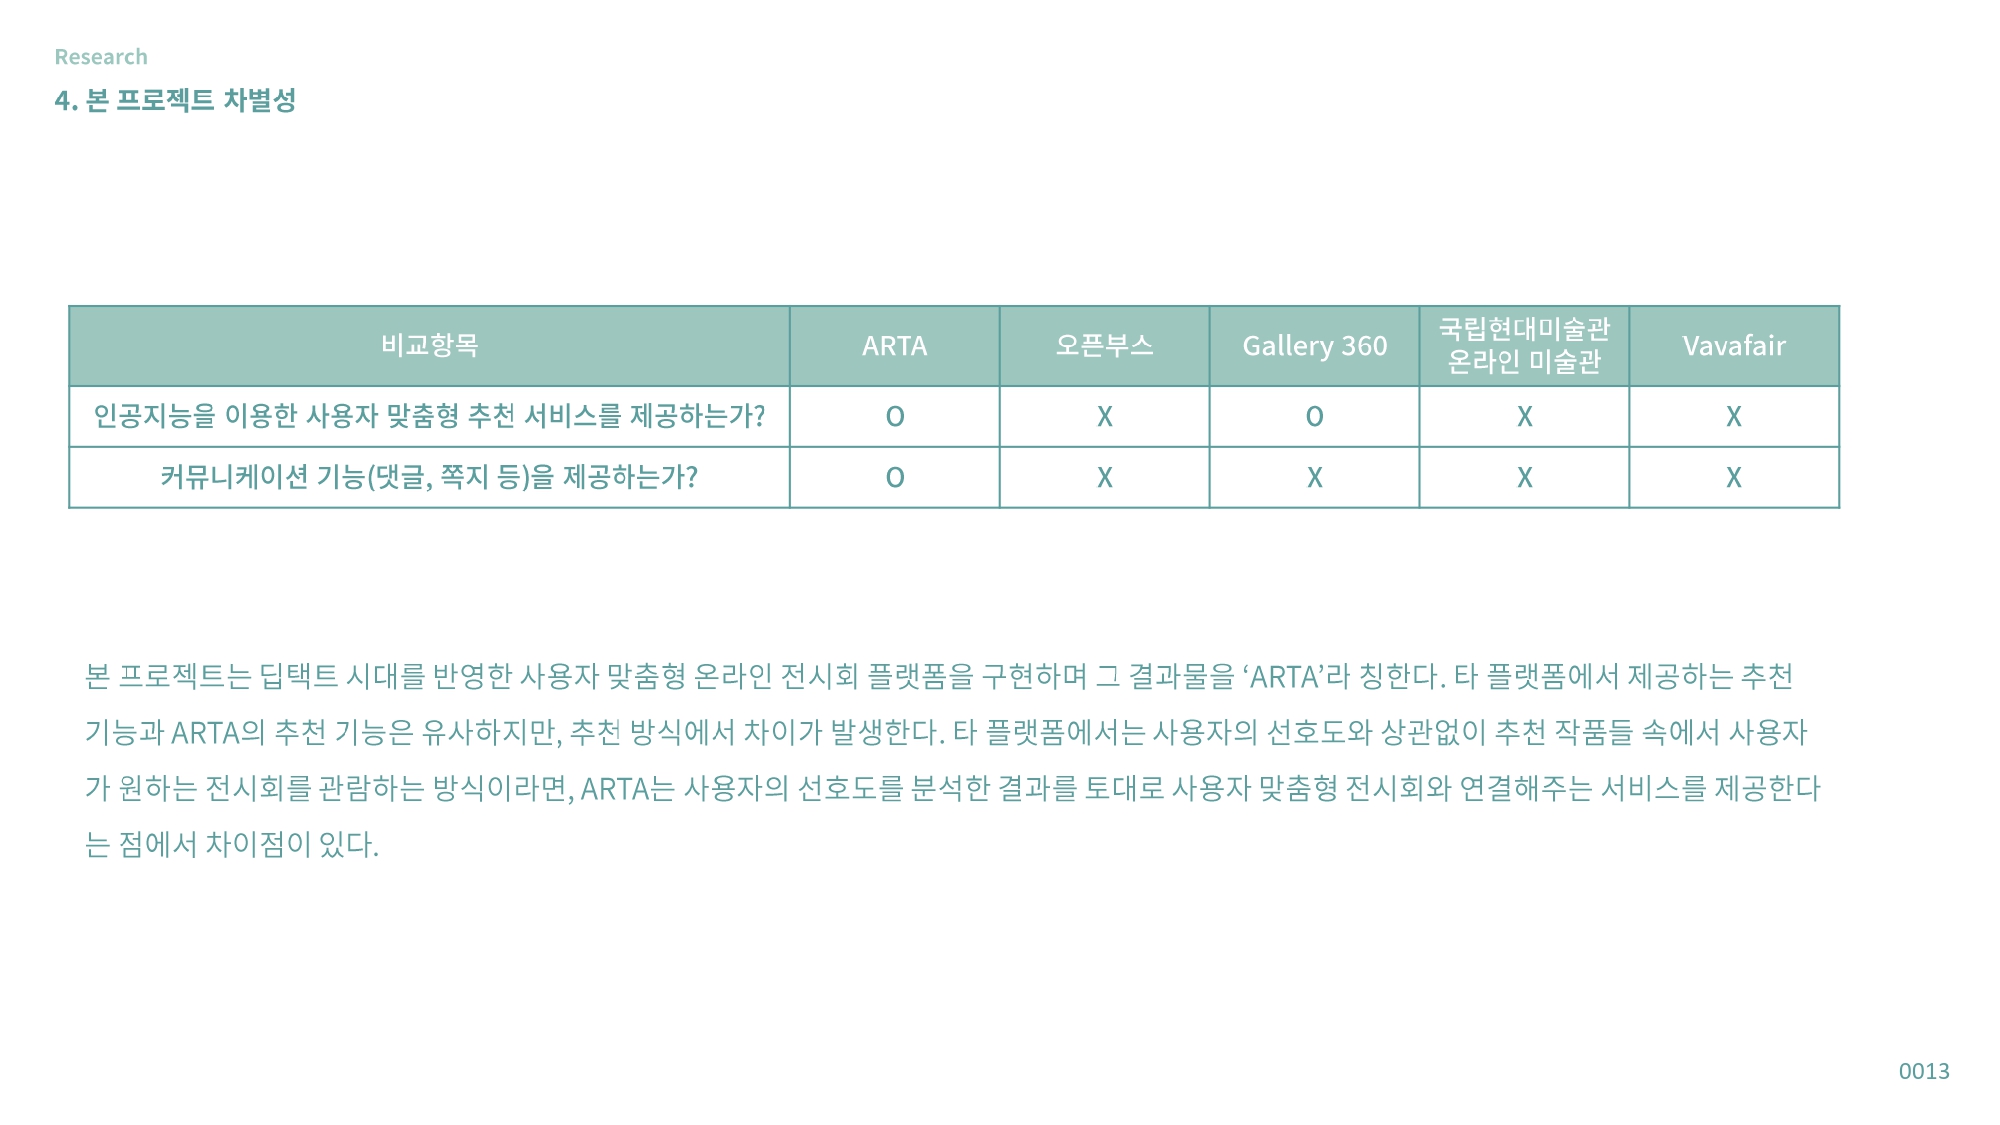 Research
4. 본 프로젝트 차별성
비교항목 ARTA 오픈부스 Gallery 360 국립현대미술관 온라인 미술관 Vavafair
인공지능을 이용한 사용자 맞춤형 추천 서비스를 제공하는가? O X O X X
커뮤니케이션 기능(댓글, 쪽지 등)을 제공하는가? O X X X X
본 프로젝트는 딥택트 시대를 반영한 사용자 맞춤형 온라인 전시회 플랫폼을 구현하며 그 결과물을 ‘ARTA’라 칭한다. 타 플랫폼에서 제공하는 추천
기능과 ARTA의 추천 기능은 유사하지만, 추천 방식에서 차이가 발생한다. 타 플랫폼에서는 사용자의 선호도와 상관없이 추천 작품들 속에서 사용자
가 원하는 전시회를 관람하는 방식이라면, ARTA는 사용자의 선호도를 분석한 결과를 토대로 사용자 맞춤형 전시회와 연결해주는 서비스를 제공한다
는 점에서 차이점이 있다.
0013